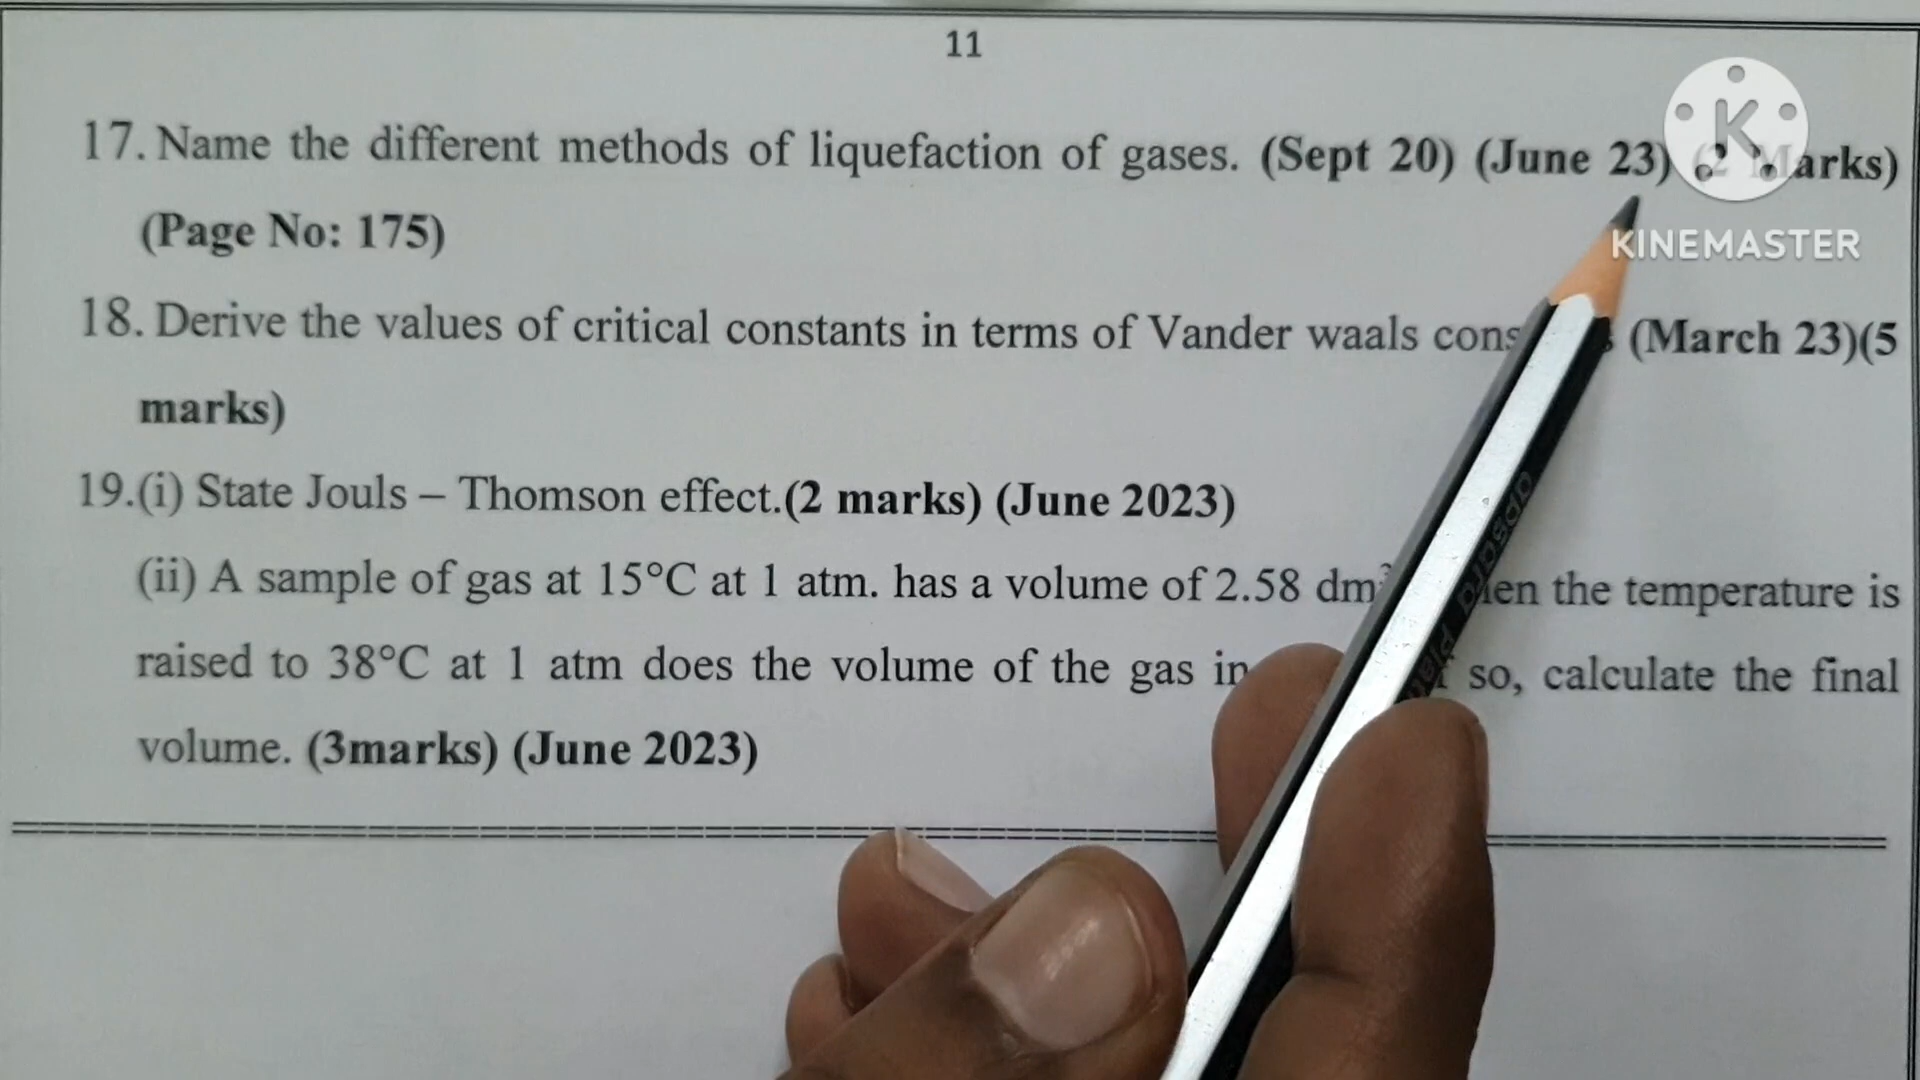 11
17. Name the different methods of liquefaction of gases. (Sept 20) (June 23) (2 Marks)
(Page No: 175)
KINEMASTER
18. Derive the values of critical constants in terms of Vander waals (March 23)(5
marks)
19.(i) State Jouls – Thomson effect.(2 marks) (June 2023)
(ii) A sample of gas at 15°C at 1 atm. has a volume of 2.58 dm³ the temperature is
raised to 38°C at 1 atm does the volume of the gas so, calculate the final
volume. (3marks) (June 2023)